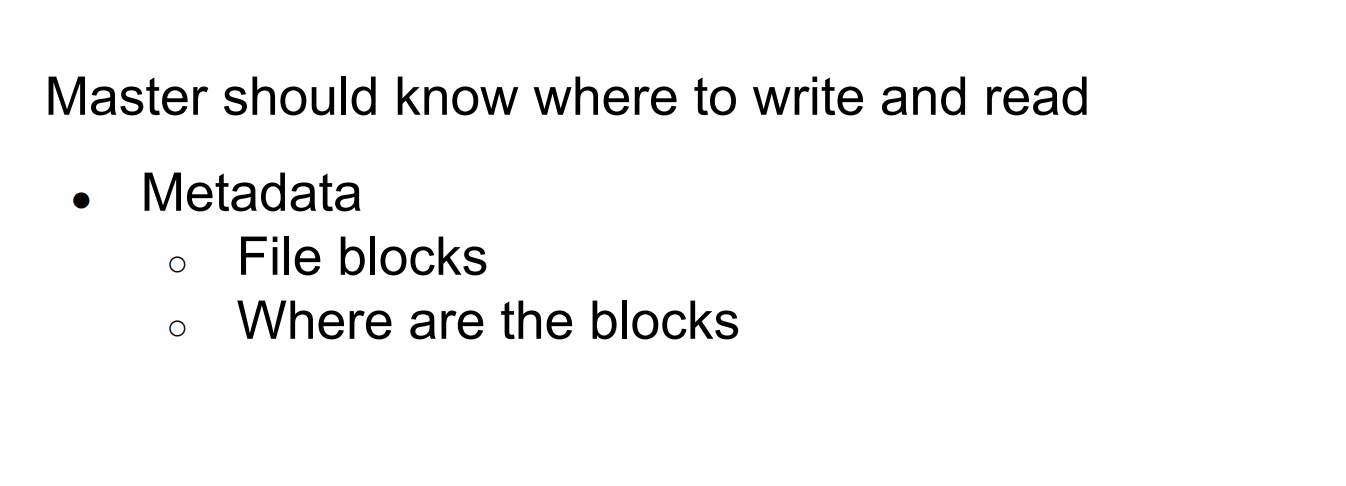 Master should know where to write and read
● Metadata
○ File blocks
○ Where are the blocks